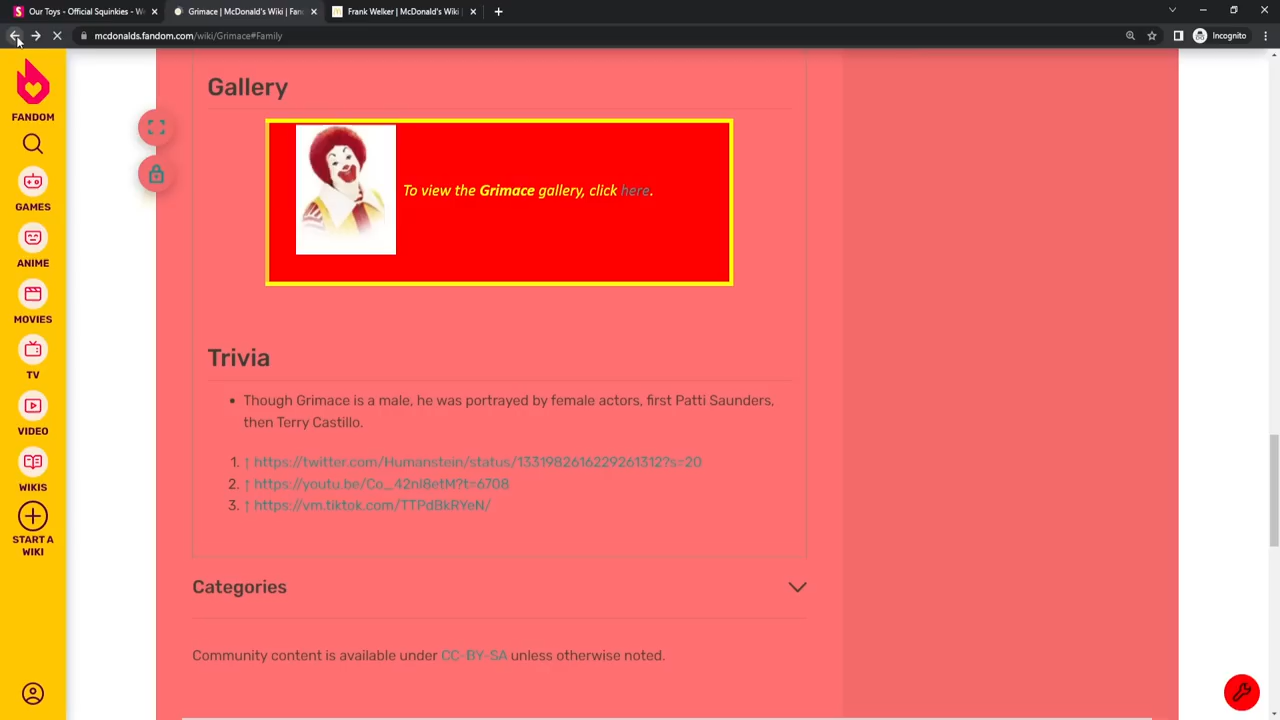 Our Toys - Official Squinkies - W
Grimace | McDonald's Wiki | Fan
Frank Welker | McDonald's Wiki |
mcdonalds.fandom.com/wiki/Grimace#Family
Incognito
FANDOM
GAMES
ANIME
MOVIES
TV
VIDEO
WIKIS
START A
WIKI
Gallery
To view the Grimace gallery, click here.
Trivia
Though Grimace is a male, he was portrayed by female actors, first Patti Saunders,
then Terry Castillo.
1. ↑ https://twitter.com/Humanstein/status/1331982616229261312?s=20
2. ↑ https://youtu.be/Co_42nI8etM?t=6708
3. ↑ https://vm.tiktok.com/TTPdBkRYeN/
Categories
Community content is available under CC-BY-SA unless otherwise noted.